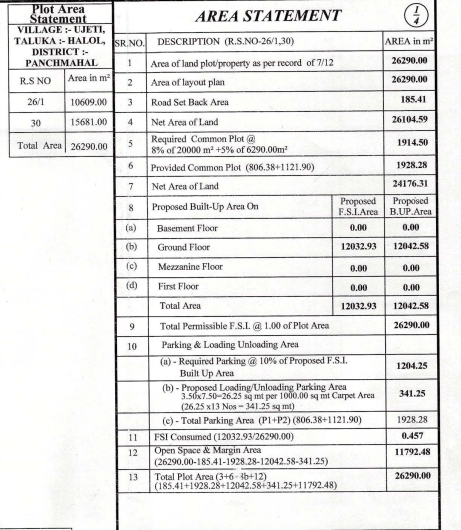 Plot Area
Statement
VILLAGE :- UJETI,
TALUKA :- HALOL,
DISTRICT :-
PANCHMAHAL
R.S NO Area in m²
26/1 10609.00
30 15681.00
Total Area 26290.00
AREA STATEMENT 1/4
SR.NO. DESCRIPTION (R.S.NO-26/1,30) AREA in m²
1 Area of land plot/property as per record of 7/12 26290.00
2 Area of layout plan 26290.00
3 Road Set Back Area 185.41
4 Net Area of Land 26104.59
5 Required Common Plot @
8% of 20000 m² +5% of 6290.00m² 1914.50
6 Provided Common Plot (806.38+1121.90) 1928.28
7 Net Area of Land 24176.31
8 Proposed Built-Up Area On Proposed F.S.I.Area Proposed B.UP.Area
(a) Basement Floor 0.00 0.00
(b) Ground Floor 12032.93 12042.58
(c) Mezzanine Floor 0.00 0.00
(d) First Floor 0.00 0.00
Total Area 12032.93 12042.58
9 Total Permissible F.S.I. @ 1.00 of Plot Area 26290.00
10 Parking & Loading Unloading Area
(a) - Required Parking @ 10% of Proposed F.S.I.
Built Up Area 1204.25
(b) - Proposed Loading/Unloading Parking Area
3.50x7.50=26.25 sq mt per 1000.00 sq mt Carpet Area
(26.25 x13 Nos = 341.25 sq mt) 341.25
(c) - Total Parking Area (P1+P2) (806.38+1121.90) 1928.28
11 FSI Consumed (12032.93/26290.00) 0.457
12 Open Space & Margin Area
(26290.00-185.41-1928.28-12042.58-341.25) 11792.48
13 Total Plot Area (3+6-8b+12)
(185.41+1928.28+12042.58+341.25+11792.48) 26290.00